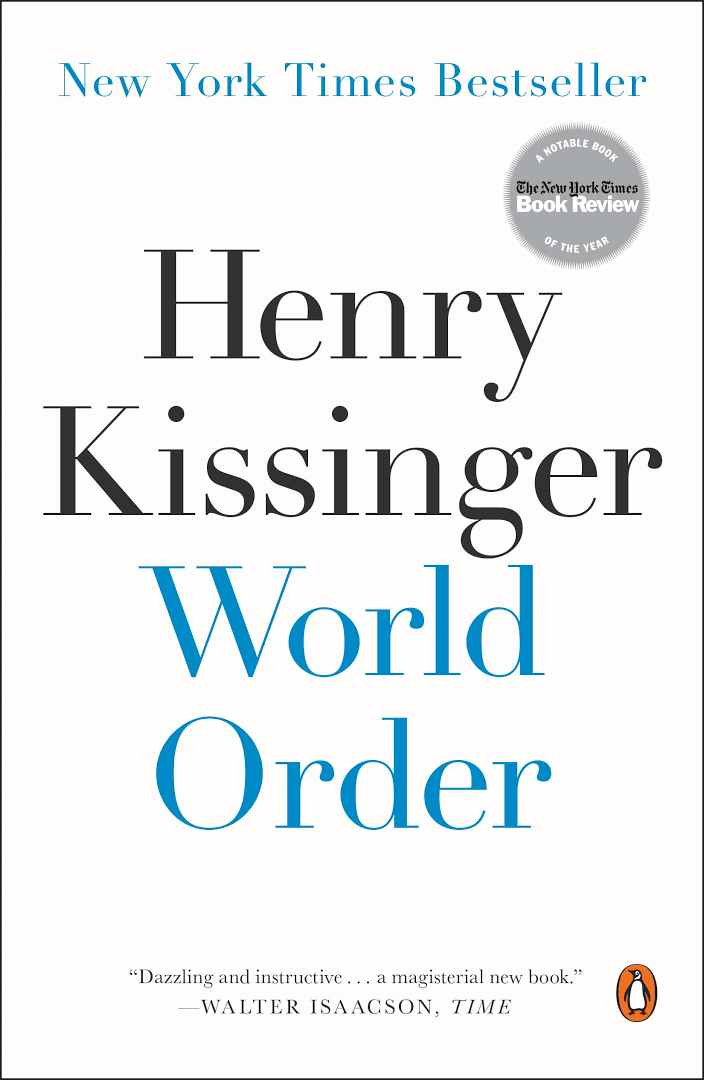 New York Times Bestseller
A NOTABLE BOOK
The New York Times
Book Review
OF THE YEAR
Henry
Kissinger
World
Order
“Dazzling and instructive . . . a magisterial new book.”
—WALTER ISAACSON, TIME